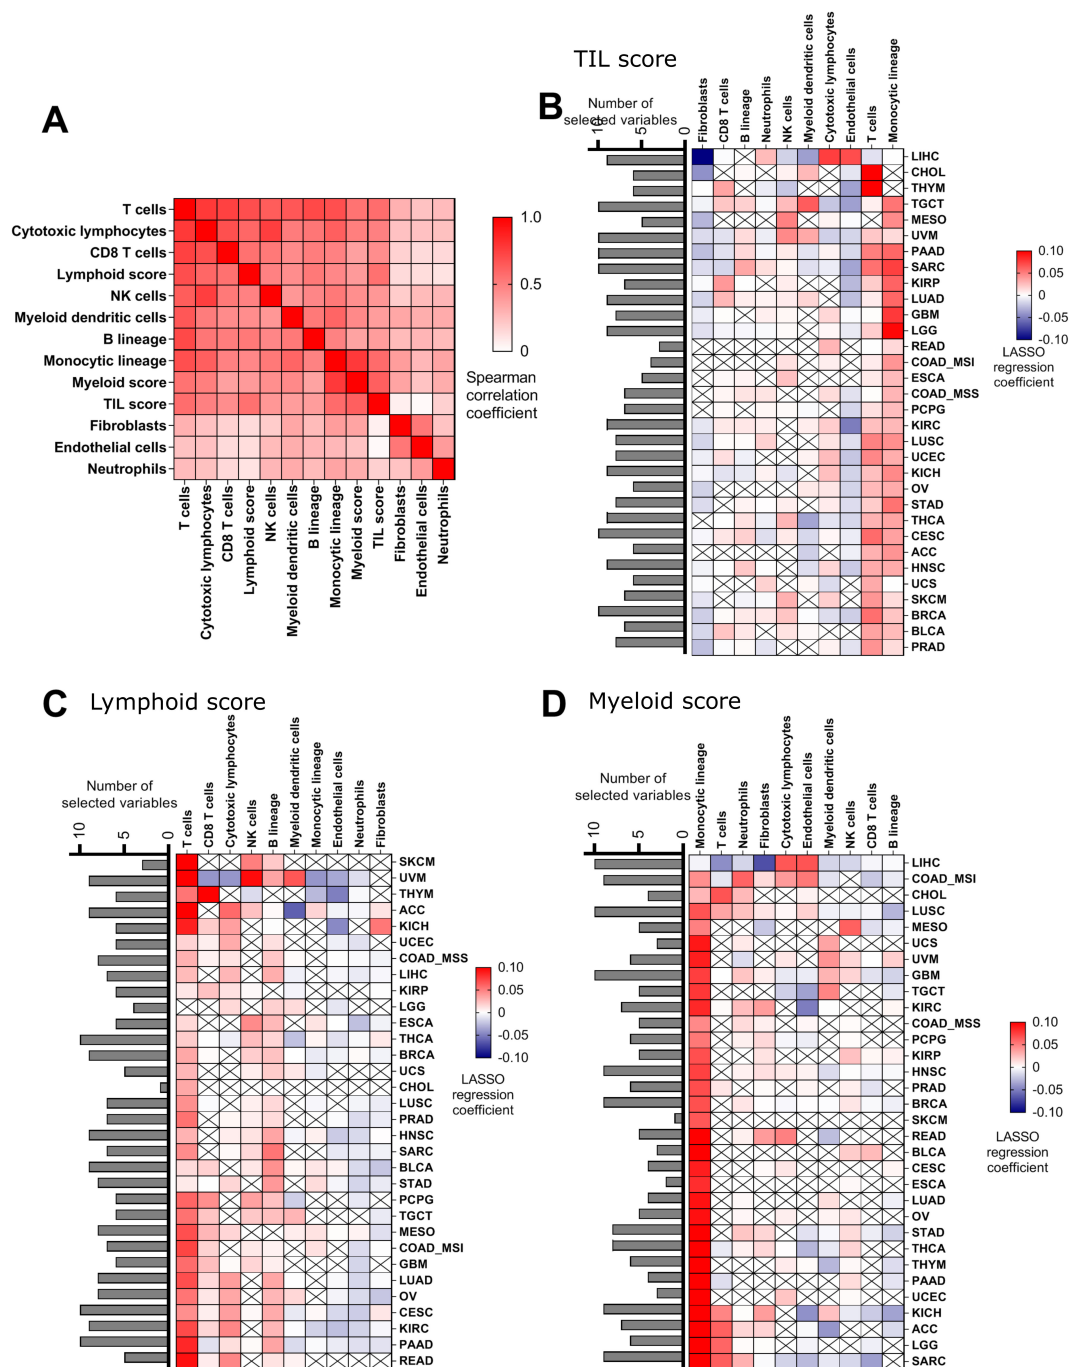 A
T cells
Cytotoxic lymphocytes
CD8 T cells
Lymphoid score
NK cells
Myeloid dendritic cells
B lineage
Monocytic lineage
Myeloid score
TIL score
Fibroblasts
Endothelial cells
Neutrophils
T cells
Cytotoxic lymphocytes
CD8 T cells
Lymphoid score
NK cells
Myeloid dendritic cells
B lineage
Monocytic lineage
Myeloid score
TIL score
Fibroblasts
Endothelial cells
Neutrophils
1.0
0.5
0
Spearman
correlation
coefficient
TIL score
B
Number of
selected variables
10
5
0
Fibroblasts
CD8 T cells
B lineage
Neutrophils
NK cells
Myeloid dendritic cells
Cytotoxic lymphocytes
Endothelial cells
T cells
Monocytic lineage
LIHC
CHOL
THYM
TGCT
MESO
UVM
PAAD
SARC
KIRP
LUAD
GBM
LGG
READ
COAD_MSI
ESCA
COAD_MSS
PCPG
KIRC
LUSC
UCEC
KICH
OV
STAD
THCA
CESC
ACC
HNSC
UCS
SKCM
BRCA
BLCA
PRAD
0.10
0.05
0
-0.05
-0.10
LASSO
regression
coefficient
C
Lymphoid score
Number of
selected variables
10
5
0
T cells
CD8 T cells
Cytotoxic lymphocytes
NK cells
B lineage
Myeloid dendritic cells
Monocytic lineage
Endothelial cells
Neutrophils
Fibroblasts
SKCM
UVM
THYM
ACC
KICH
UCEC
COAD_MSS
LIHC
KIRP
LGG
ESCA
THCA
BRCA
UCS
CHOL
LUSC
PRAD
HNSC
SARC
BLCA
STAD
PCPG
TGCT
MESO
COAD_MSI
GBM
LUAD
OV
CESC
KIRC
PAAD
READ
0.10
0.05
0
-0.05
-0.10
LASSO
regression
coefficient
D
Myeloid score
Number of
selected variables
10
5
0
Monocytic lineage
T cells
Neutrophils
Fibroblasts
Cytotoxic lymphocytes
Endothelial cells
Myeloid dendritic cells
NK cells
CD8 T cells
B lineage
LIHC
COAD_MSI
CHOL
LUSC
MESO
UCS
UVM
GBM
TGCT
KIRC
COAD_MSS
PCPG
KIRP
HNSC
PRAD
BRCA
SKCM
READ
BLCA
CESC
ESCA
LUAD
OV
STAD
THCA
THYM
PAAD
UCEC
KICH
ACC
LGG
SARC
0.10
0.05
0
-0.05
-0.10
LASSO
regression
coefficient